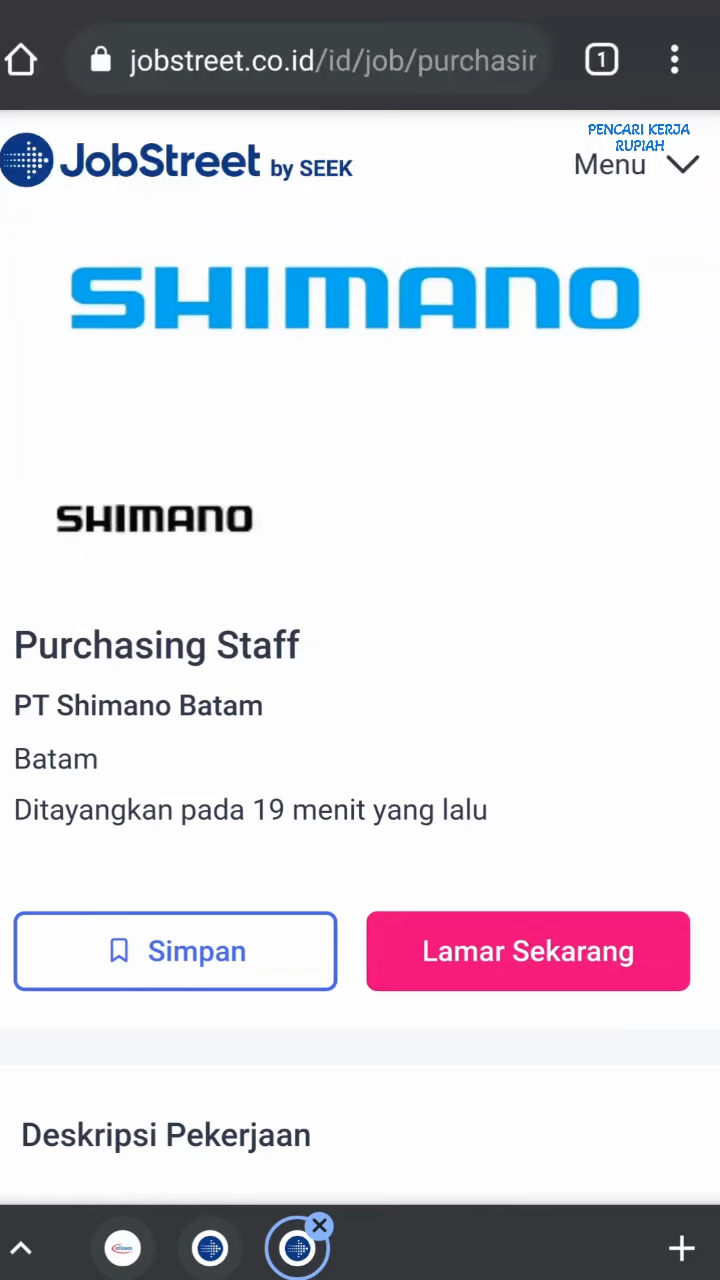 jobstreet.co.id/id/job/purchasir
1
PENCARI KERJA
RUPIAH
JobStreet by SEEK
Menu
SHIMANO
SHIMANO
Purchasing Staff
PT Shimano Batam
Batam
Ditayangkan pada 19 menit yang lalu
Simpan
Lamar Sekarang
Deskripsi Pekerjaan
infineon